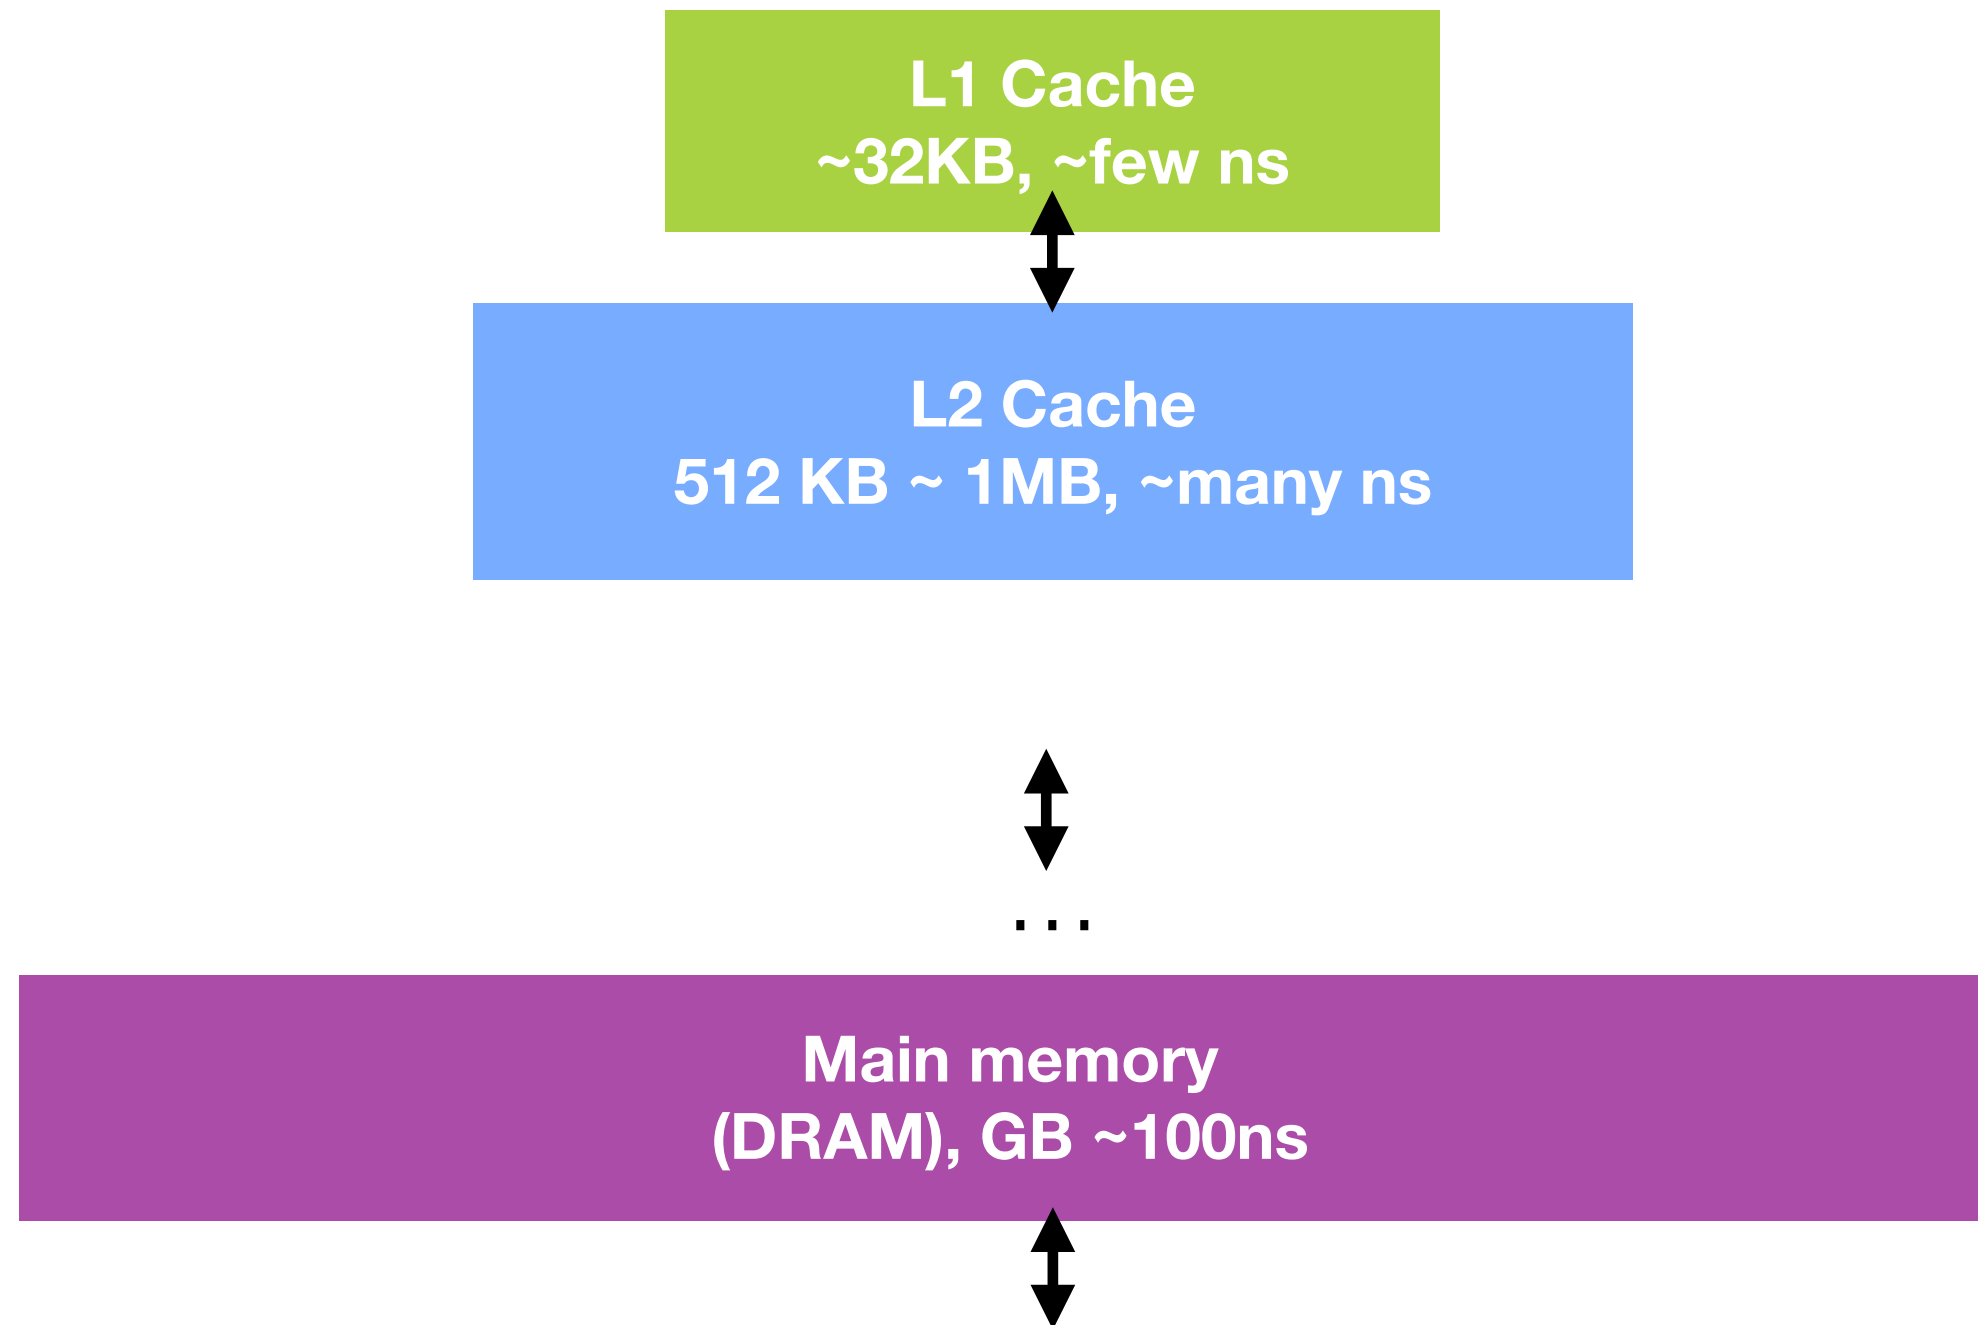 L1 Cache
~32KB, ~few ns
L2 Cache
512 KB ~ 1MB, ~many ns
...
Main memory
(DRAM), GB ~100ns